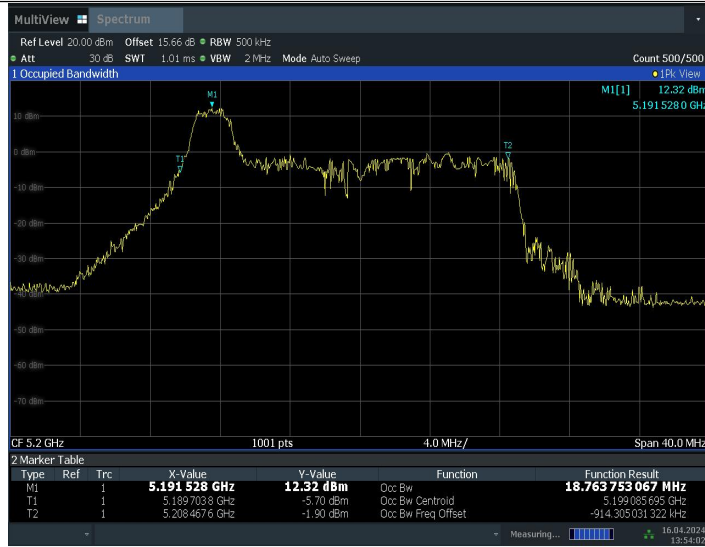 MultiView Spectrum
Ref Level 20.00 dBm Offset 15.66 dB RBW 500 kHz
Att 30 dB SWT 1.01 ms VBW 2 MHz Mode Auto Sweep Count 500/500
1 Occupied Bandwidth 1Pk View
M1[1] 12.32 dBm
5.1915280 GHz
M1
10 dBm
T2
0 dBm
T1
-10 dBm
-20 dBm
-30 dBm
-40 dBm
-50 dBm
-60 dBm
-70 dBm
CF 5.2 GHz 1001 pts 4.0 MHz/ Span 40.0 MHz
2 Marker Table
Type Ref Trc X-Value Y-Value Function Function Result
M1 1 5.191 528 GHz 12.32 dBm Occ Bw 18.763 753 067 MHz
T1 1 5.189 703 8 GHz -5.70 dBm Occ Bw Centroid 5.199 085 695 GHz
T2 1 5.208 467 6 GHz -1.90 dBm Occ Bw Freq Offset -914.305 031 322 kHz
Measuring... 16.04.2024
13:54:02